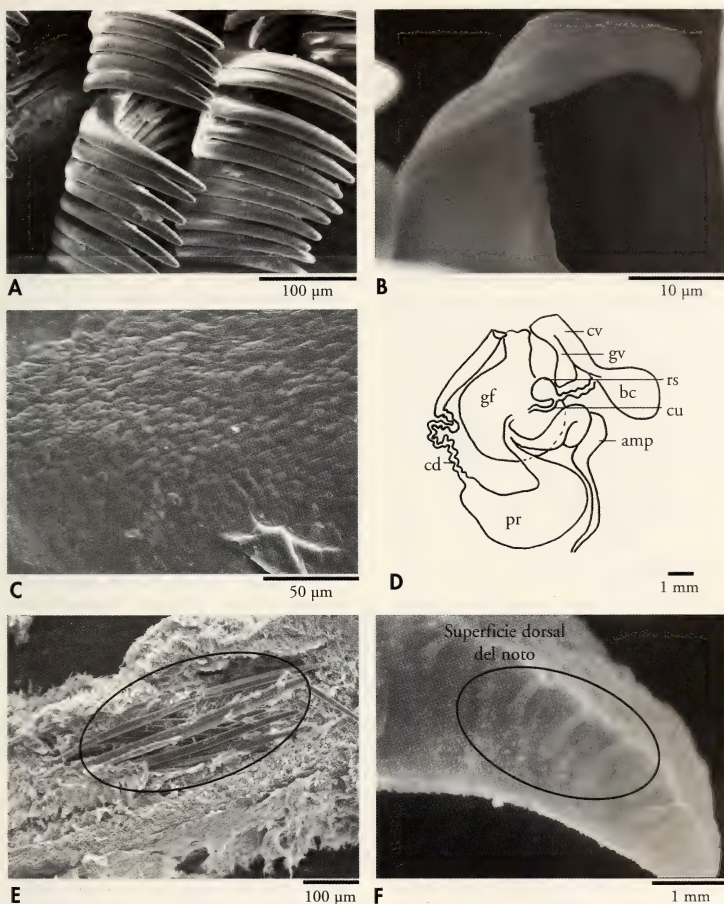 A
100 µm
B
10 µm
cv
gv
rs
gf
bc
cu
amp
cd
pr
C
50 µm
D
1 mm
Superficie dorsal
del noto
E
100 µm
F
1 mm